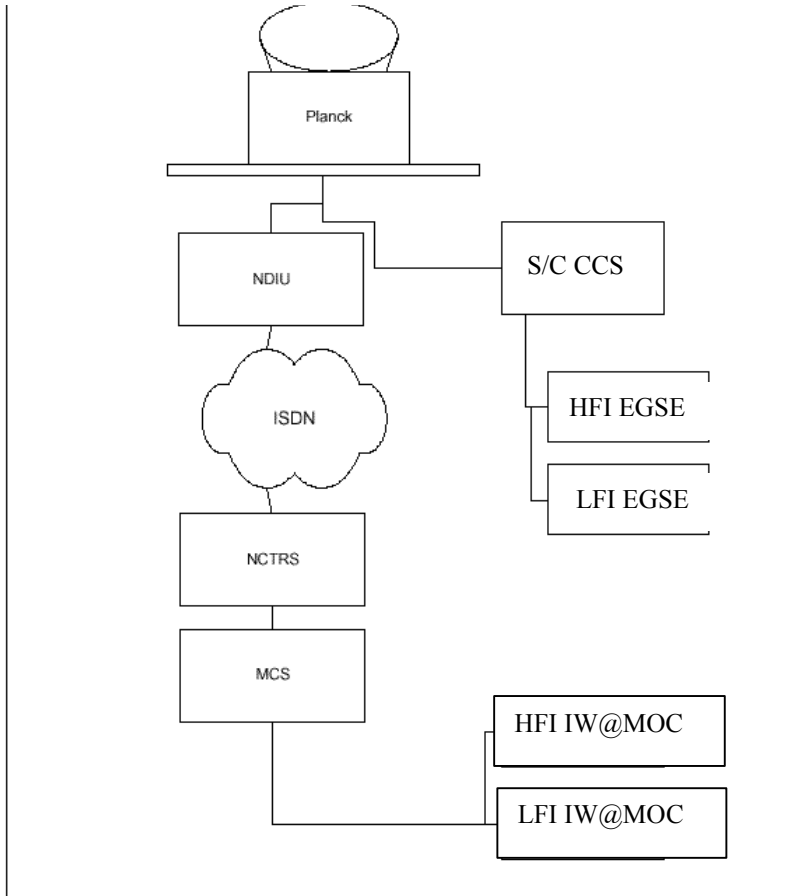 Planck
NDIU
S/C CCS
ISDN
HFI EGSE
LFI EGSE
NCTRS
MCS
HFI IW@MOC
LFI IW@MOC